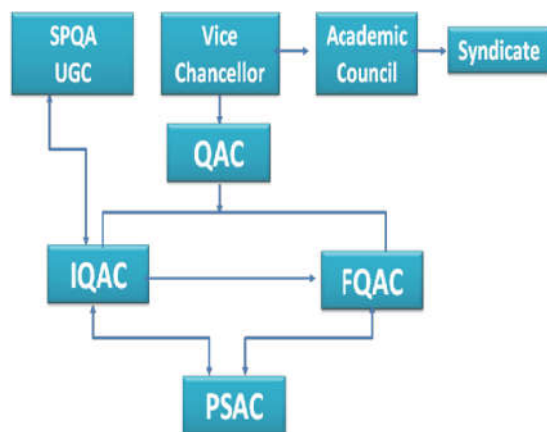 SPQA
UGC
Vice
Chancellor
Academic
Council
Syndicate
QAC
IQAC
FQAC
PSAC